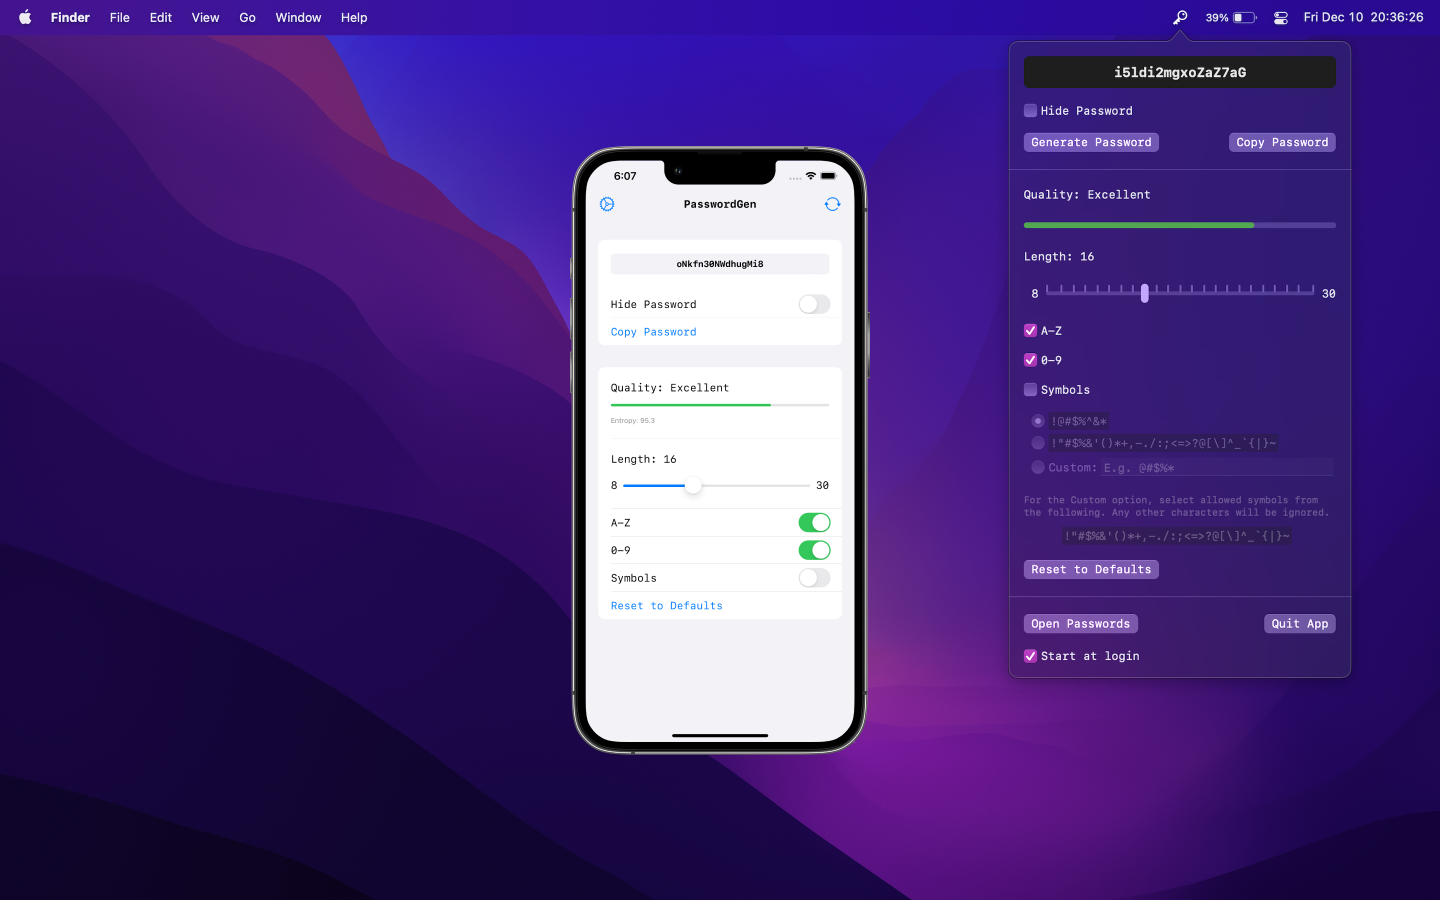 Finder File Edit View Go Window Help
39% Fri Dec 10 20:36:26
6:07
PasswordGen
oNkfn30NWdhugMi8
Hide Password
Copy Password
Quality: Excellent
Entropy: 95.3
Length: 16
8 30
A-Z
0-9
Symbols
Reset to Defaults
i5ldi2mgxoZaZ7aG
Hide Password
Generate Password Copy Password
Quality: Excellent
Length: 16
8 30
A-Z
0-9
Symbols
!@#$%^&*
!"#$%&'()*+,-./:;<=>?@[\]^_`{|}~
Custom: E.g. @#$%*
For the Custom option, select allowed symbols from
the following. Any other characters will be ignored.
!"#$%&'()*+,-./:;<=>?@[\]^_`{|}~
Reset to Defaults
Open Passwords Quit App
Start at login